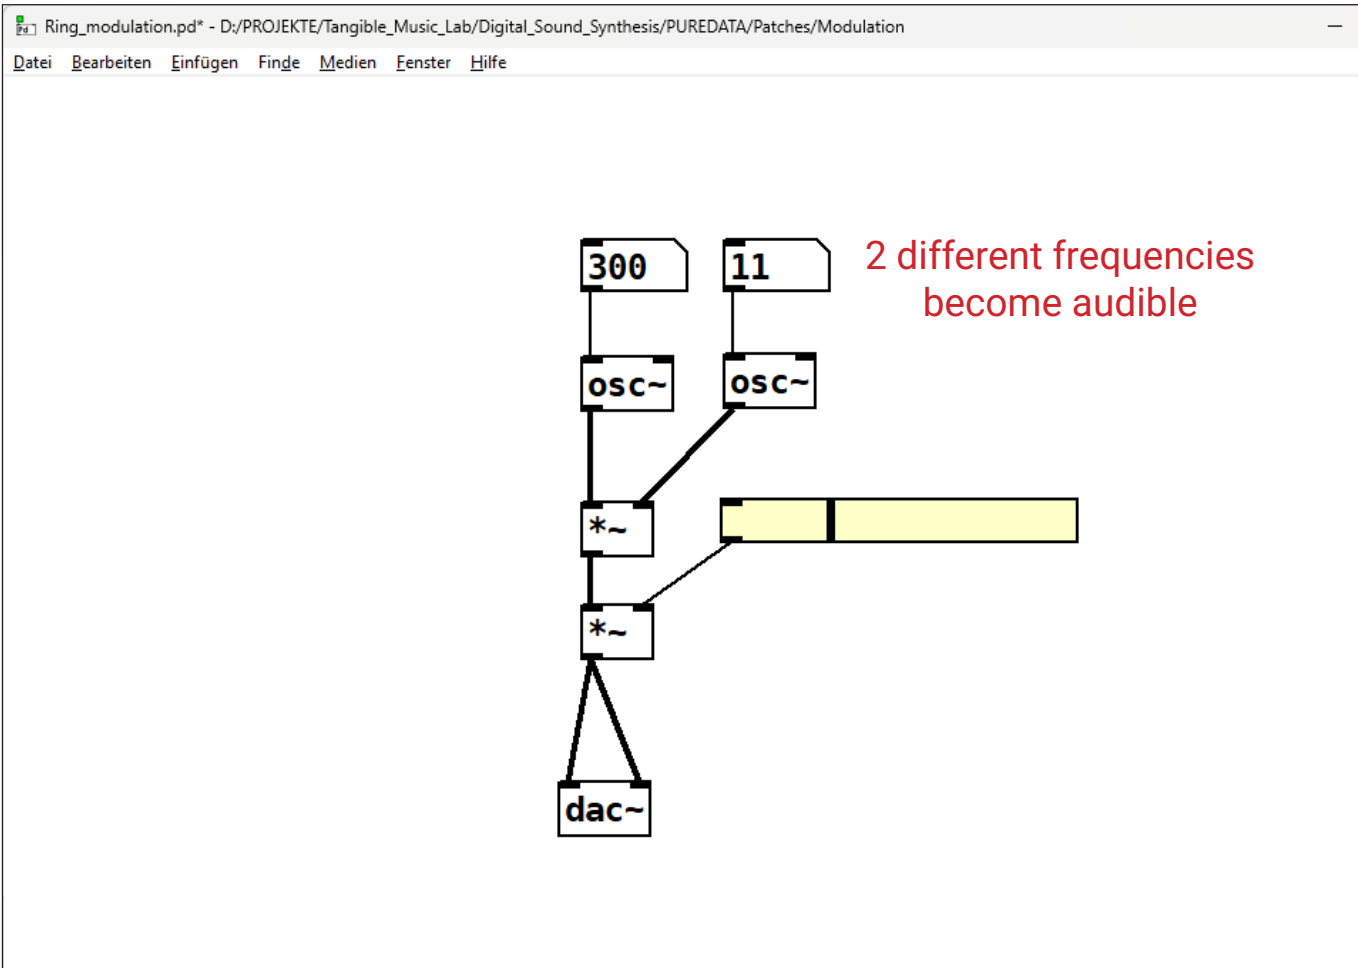 Ring_modulation.pd* - D:/PROJEKTE/Tangible_Music_Lab/Digital_Sound_Synthesis/PUREDATA/Patches/Modulation
Datei Bearbeiten Einfügen Finde Medien Fenster Hilfe
300 11
2 different frequencies
become audible
osc~ osc~
*~
*~
dac~